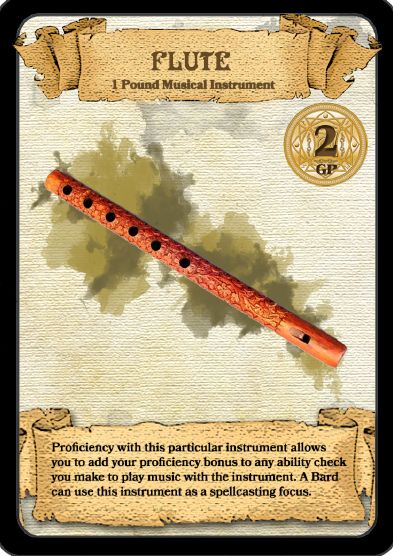 FLUTE
1 Pound Musical Instrument
2
GP
Proficiency with this particular instrument allows
you to add your proficiency bonus to any ability check
you make to play music with the instrument. A Bard
can use this instrument as a spellcasting focus.